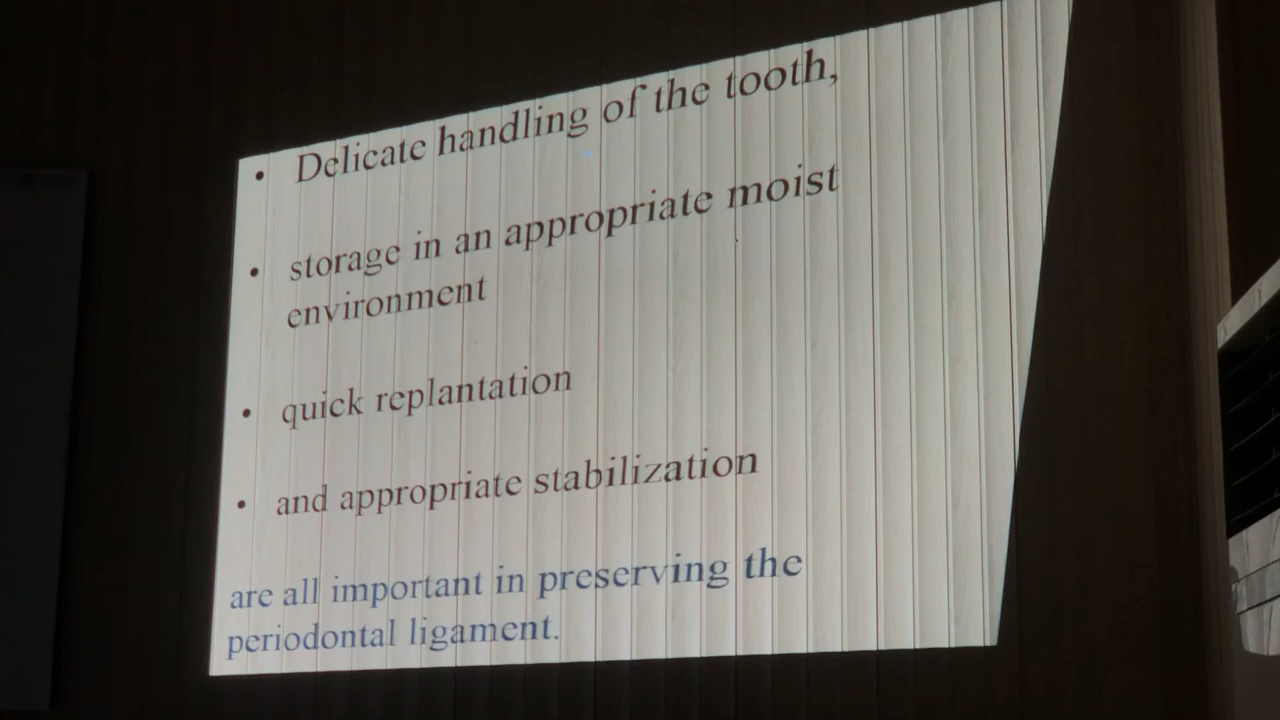 • Delicate handling of the tooth,
• storage in an appropriate moist
environment
• quick replantation
• and appropriate stabilization
are all important in preserving the
periodontal ligament.